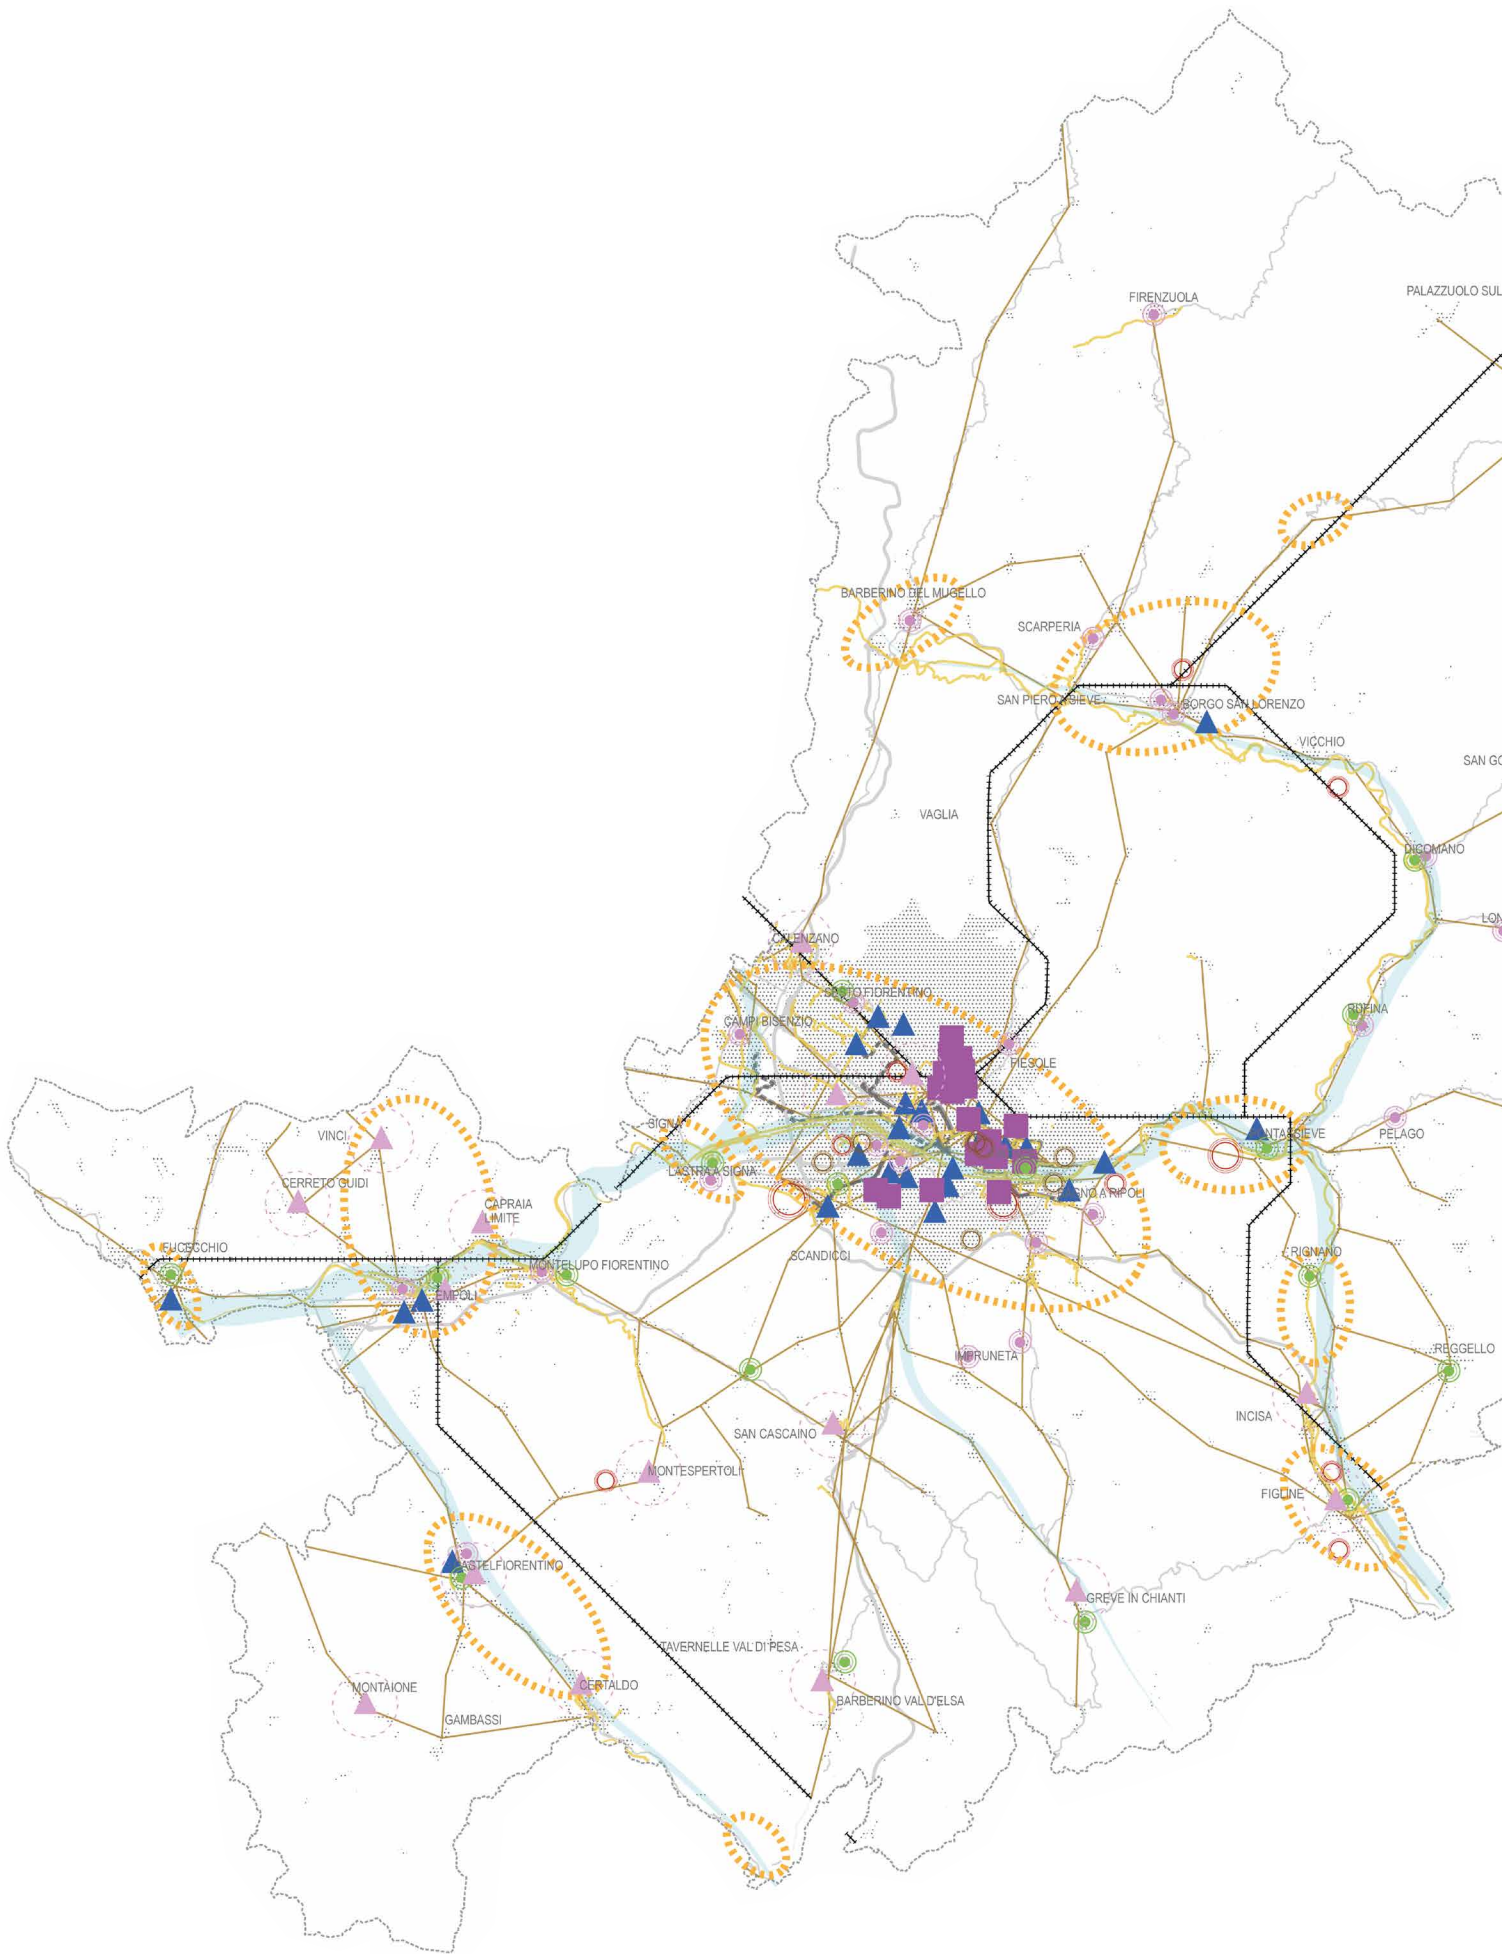 FIRENZUOLA
PALAZZUOLO SUL
BARBERINO DEL MUGELLO
SCARPERIA
SAN PIERO A SIEVE
BORGO SAN LORENZO
VICCHIO
SAN GO
VAGLIA
DICOMANO
LON
CALENZANO
SESTO FIORENTINO
RUFINA
CAMPI BISENZIO
FIESOLE
SIGNA
VINCI
PONTASSIEVE
PELAGO
LASTRA A SIGNA
CERRETO GUIDI
BAGNO A RIPOLI
CAPRAIA
LIMITE
FUCECCHIO
SCANDICCI
RIGNANO
MONTELUPO FIORENTINO
EMPOLI
IMPRUNETA
REGGELLO
INCISA
SAN CASCAINO
MONTESPERTOLI
FIGLINE
CASTELFIORENTINO
GREVE IN CHIANTI
TAVERNELLE VAL DI PESA
CERTALDO
MONTAIONE
BARBERINO VAL D'ELSA
GAMBASSI